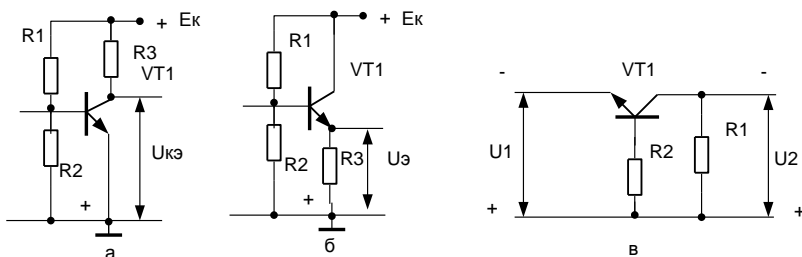 + Eк
R1
R3
VT1
R2
Uкэ
+
а
+ Eк
R1
VT1
R2
R3
Uэ
+
б
-
VT1
-
U1
R2
R1
U2
+
+
в